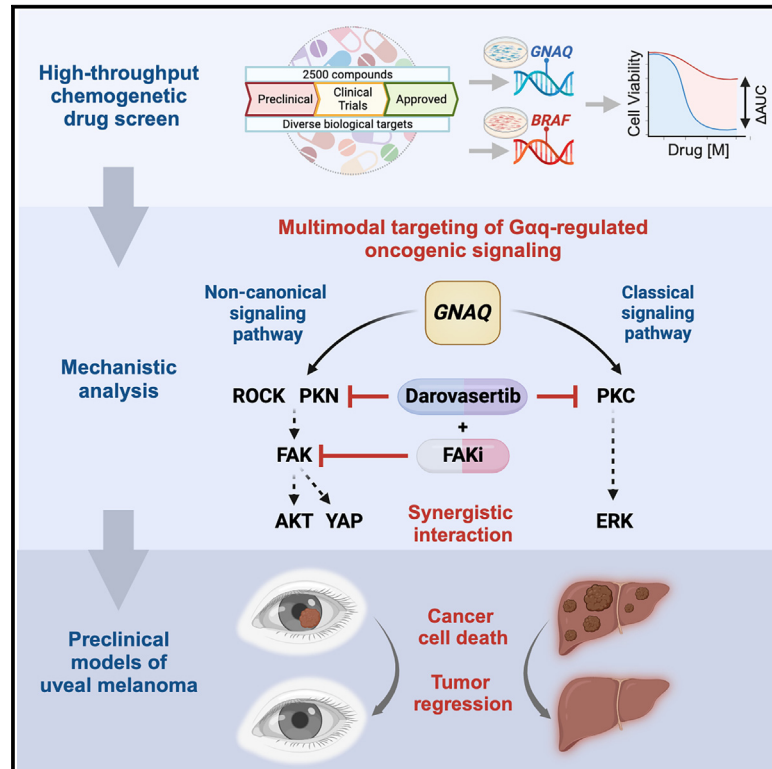 High-throughput
chemogenetic
drug screen
2500 compounds
Preclinical
Clinical
Trials
Approved
Diverse biological targets
GNAQ
BRAF
Cell Viability
Drug [M]
ΔAUC
Multimodal targeting of Gαq-regulated
oncogenic signaling
Mechanistic
analysis
Non-canonical
signaling
pathway
GNAQ
Classical
signaling
pathway
ROCK PKN
Darovasertib
PKC
+
FAK
FAKi
AKT YAP
Synergistic
interaction
ERK
Preclinical
models of
uveal melanoma
Cancer
cell death
Tumor
regression